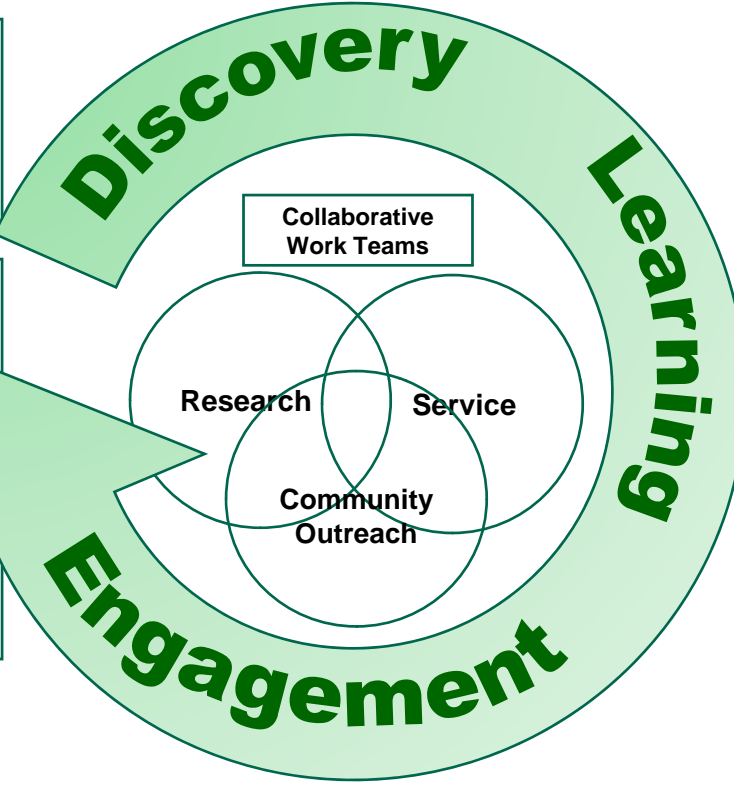 Discovery
Learning
Collaborative
Work Teams
Research
Service
Community
Outreach
Engagement